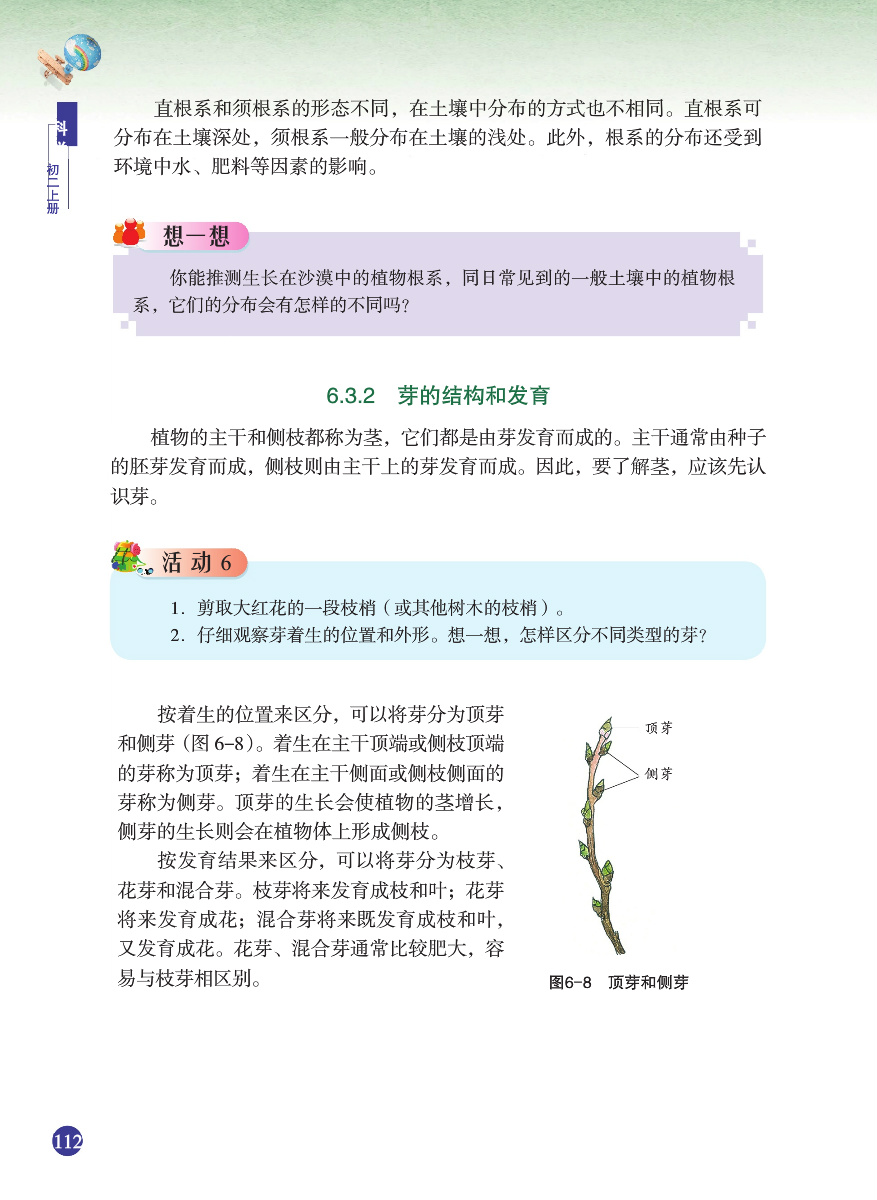 科
初二上册
直根系和须根系的形态不同，在土壤中分布的方式也不相同。直根系可
分布在土壤深处，须根系一般分布在土壤的浅处。此外，根系的分布还受到
环境中水、肥料等因素的影响。
想一想
你能推测生长在沙漠中的植物根系，同日常见到的一般土壤中的植物根
系，它们的分布会有怎样的不同吗？
6.3.2 芽的结构和发育
植物的主干和侧枝都称为茎，它们都是由芽发育而成的。主干通常由种子
的胚芽发育而成，侧枝则由主干上的芽发育而成。因此，要了解茎，应该先认
识芽。
活动 6
1．剪取大红花的一段枝梢（或其他树木的枝梢）。
2．仔细观察芽着生的位置和外形。想一想，怎样区分不同类型的芽？
按着生的位置来区分，可以将芽分为顶芽
和侧芽（图 6-8）。着生在主干顶端或侧枝顶端
的芽称为顶芽；着生在主干侧面或侧枝侧面的
芽称为侧芽。顶芽的生长会使植物的茎增长，
侧芽的生长则会在植物体上形成侧枝。
按发育结果来区分，可以将芽分为枝芽、
花芽和混合芽。枝芽将来发育成枝和叶；花芽
将来发育成花；混合芽将来既发育成枝和叶，
又发育成花。花芽、混合芽通常比较肥大，容
易与枝芽相区别。
顶芽
侧芽
图6-8 顶芽和侧芽
112